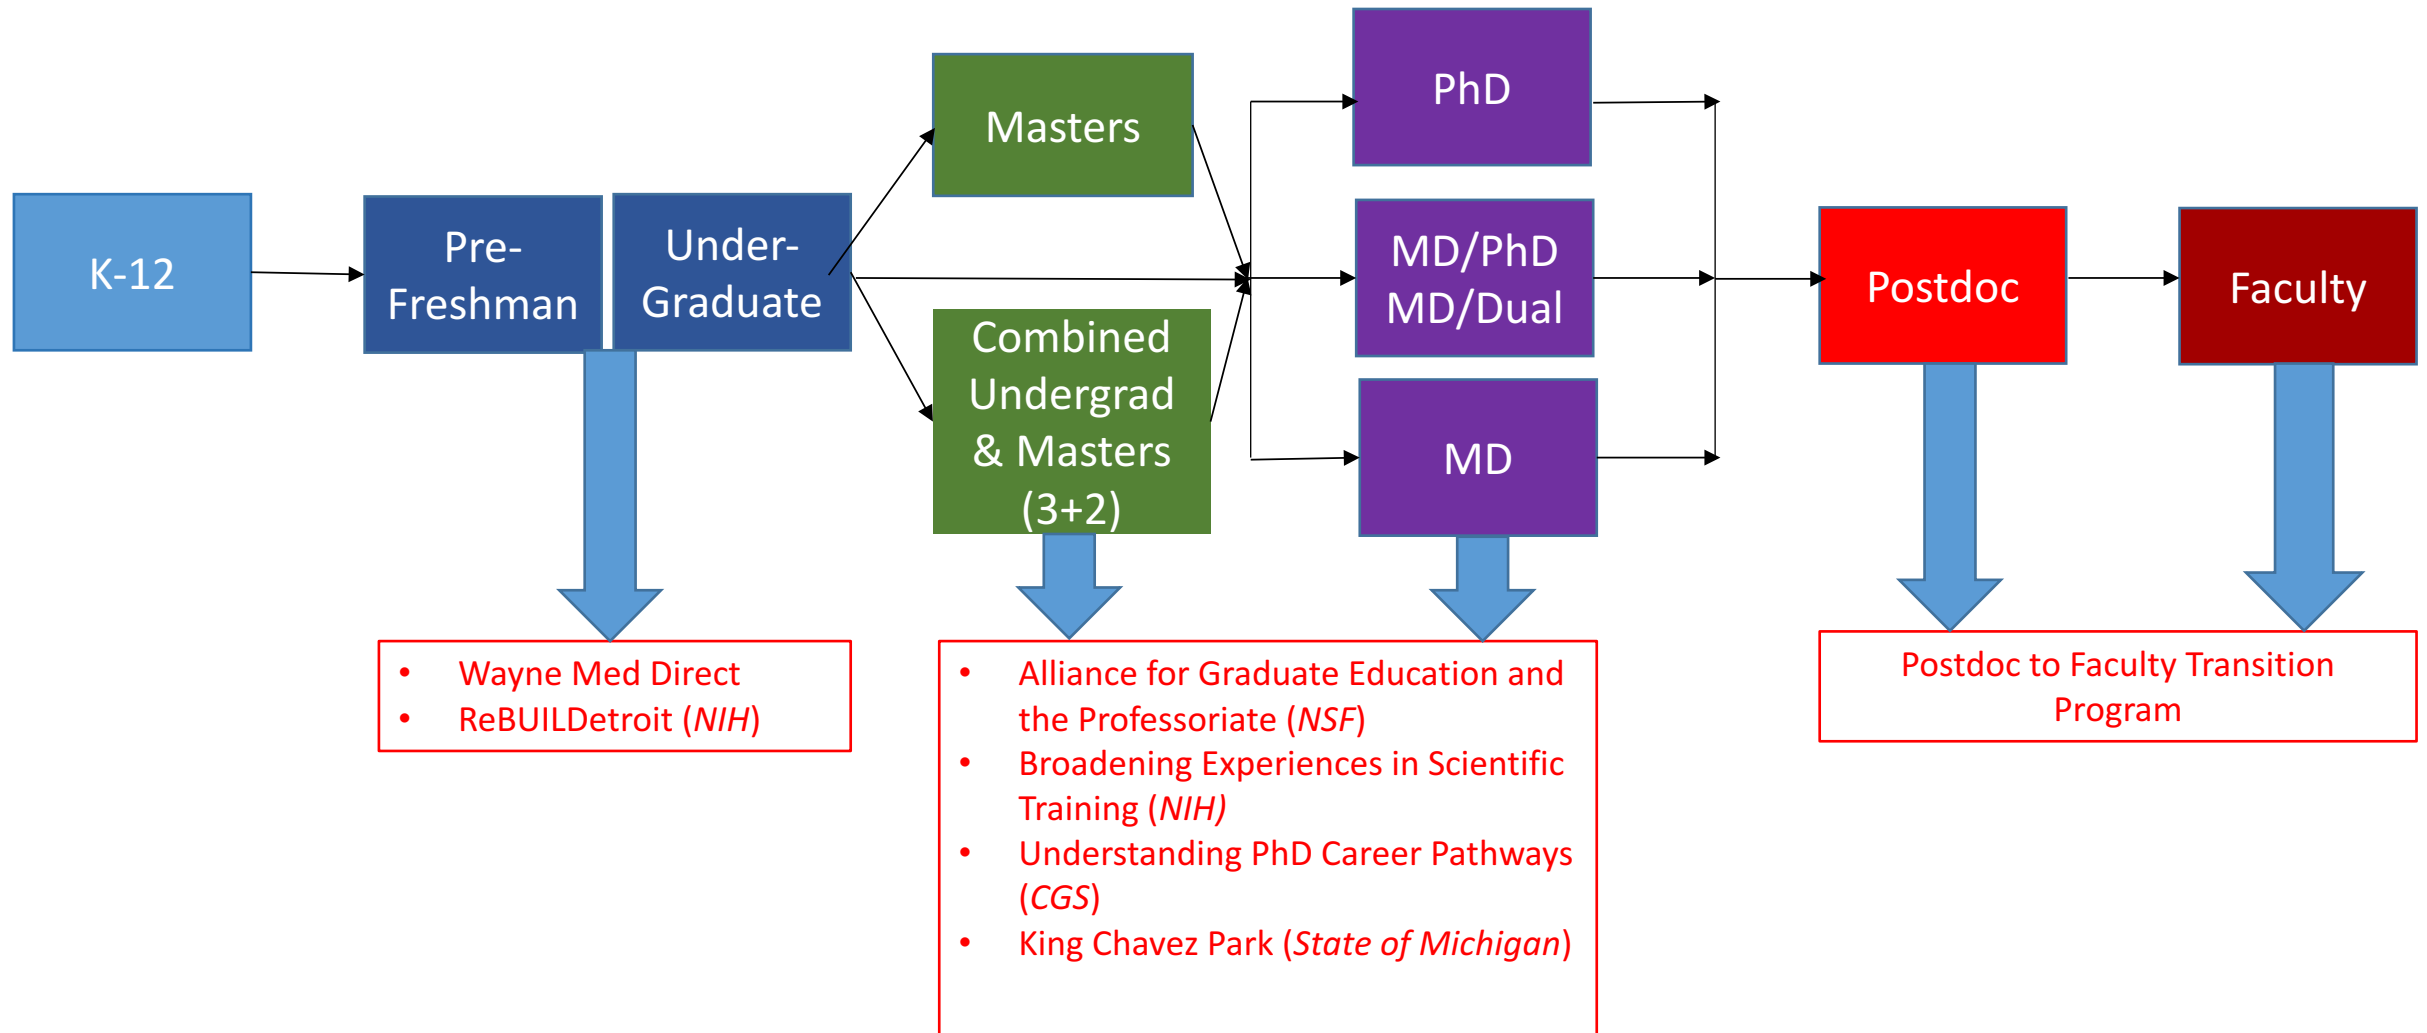 K-12
Pre-
Freshman
Under-
Graduate
Masters
Combined
Undergrad
& Masters
(3+2)
PhD
MD/PhD
MD/Dual
MD
Postdoc
Faculty
• Wayne Med Direct
• ReBUILDetroit (NIH)
• Alliance for Graduate Education and
the Professoriate (NSF)
• Broadening Experiences in Scientific
Training (NIH)
• Understanding PhD Career Pathways
(CGS)
• King Chavez Park (State of Michigan)
Postdoc to Faculty Transition
Program